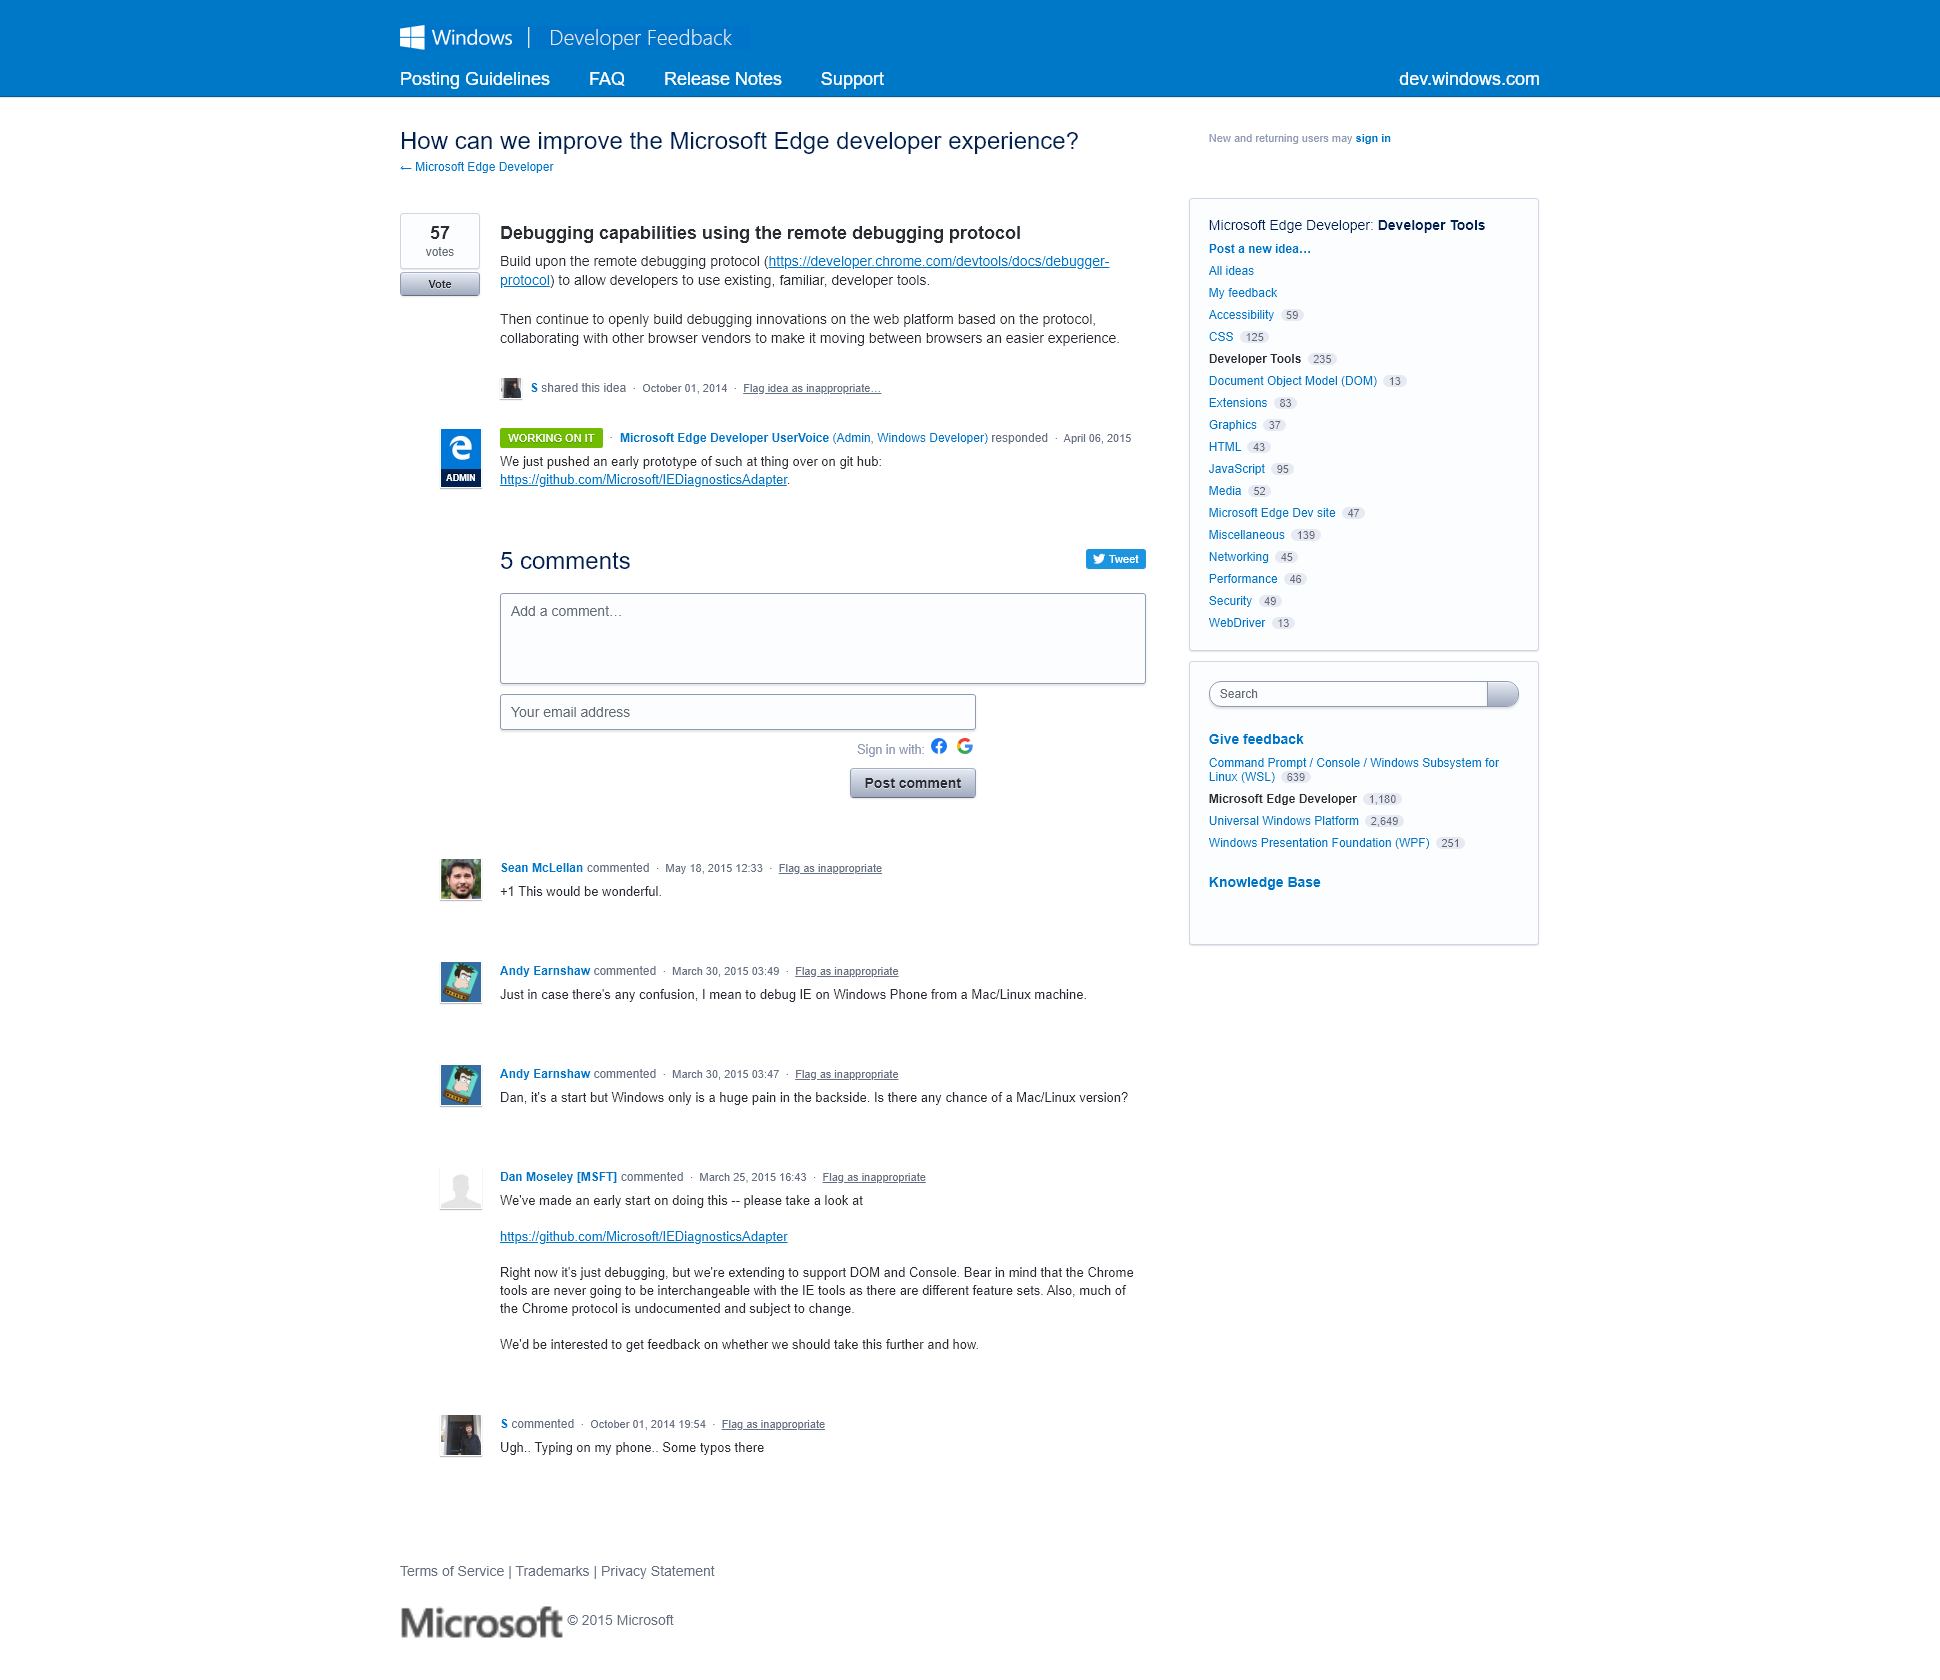 Windows | Developer Feedback
Posting Guidelines FAQ Release Notes Support dev.windows.com
How can we improve the Microsoft Edge developer experience?
← Microsoft Edge Developer
New and returning users may sign in
57
votes
Vote
Debugging capabilities using the remote debugging protocol
Build upon the remote debugging protocol (https://developer.chrome.com/devtools/docs/debugger-
protocol) to allow developers to use existing, familiar, developer tools.
Then continue to openly build debugging innovations on the web platform based on the protocol,
collaborating with other browser vendors to make it moving between browsers an easier experience.
S shared this idea · October 01, 2014 · Flag idea as inappropriate…
ADMIN
WORKING ON IT · Microsoft Edge Developer UserVoice (Admin, Windows Developer) responded · April 06, 2015
We just pushed an early prototype of such at thing over on git hub:
https://github.com/Microsoft/IEDiagnosticsAdapter.
5 comments
Tweet
Add a comment…
Your email address
Sign in with:
Post comment
Sean McLellan commented · May 18, 2015 12:33 · Flag as inappropriate
+1 This would be wonderful.
Andy Earnshaw commented · March 30, 2015 03:49 · Flag as inappropriate
Just in case there's any confusion, I mean to debug IE on Windows Phone from a Mac/Linux machine.
Andy Earnshaw commented · March 30, 2015 03:47 · Flag as inappropriate
Dan, it's a start but Windows only is a huge pain in the backside. Is there any chance of a Mac/Linux version?
Dan Moseley [MSFT] commented · March 25, 2015 16:43 · Flag as inappropriate
We've made an early start on doing this -- please take a look at
https://github.com/Microsoft/IEDiagnosticsAdapter
Right now it's just debugging, but we're extending to support DOM and Console. Bear in mind that the Chrome
tools are never going to be interchangeable with the IE tools as there are different feature sets. Also, much of
the Chrome protocol is undocumented and subject to change.
We'd be interested to get feedback on whether we should take this further and how.
S commented · October 01, 2014 19:54 · Flag as inappropriate
Ugh.. Typing on my phone.. Some typos there
Microsoft Edge Developer: Developer Tools
Post a new idea…
All ideas
My feedback
Accessibility 59
CSS 125
Developer Tools 235
Document Object Model (DOM) 13
Extensions 83
Graphics 37
HTML 43
JavaScript 95
Media 52
Microsoft Edge Dev site 47
Miscellaneous 139
Networking 45
Performance 46
Security 49
WebDriver 13
Search
Give feedback
Command Prompt / Console / Windows Subsystem for
Linux (WSL) 639
Microsoft Edge Developer 1,180
Universal Windows Platform 2,649
Windows Presentation Foundation (WPF) 251
Knowledge Base
Terms of Service | Trademarks | Privacy Statement
Microsoft © 2015 Microsoft